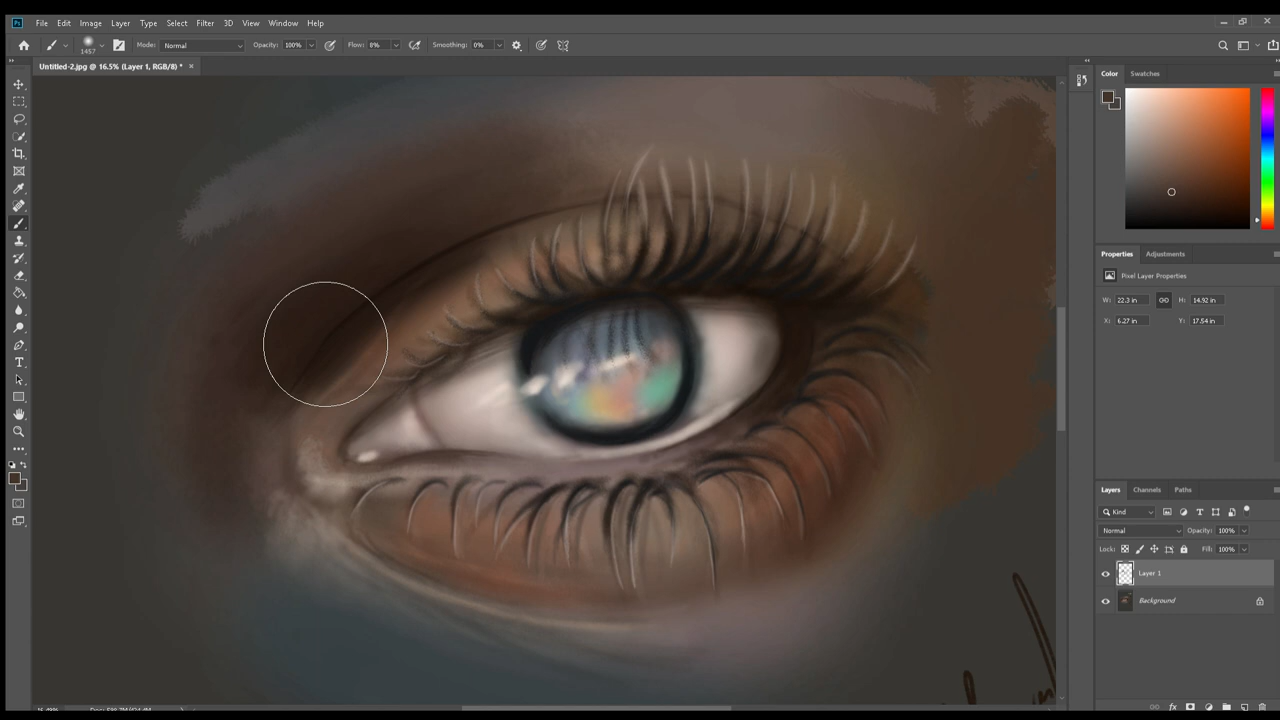 Ps File Edit Image Layer Type Select Filter 3D View Window Help
1457 Mode: Normal Opacity: 100% Flow: 8% Smoothing: 0%
Untitled-2.jpg @ 16.5% (Layer 1, RGB/8) *
Color Swatches
Properties Adjustments
Pixel Layer Properties
W: 22.3 in H: 14.92 in
X: 6.27 in Y: 17.54 in
Layers Channels Paths
Kind
Normal Opacity: 100%
Lock: Fill: 100%
Layer 1
Background
fx